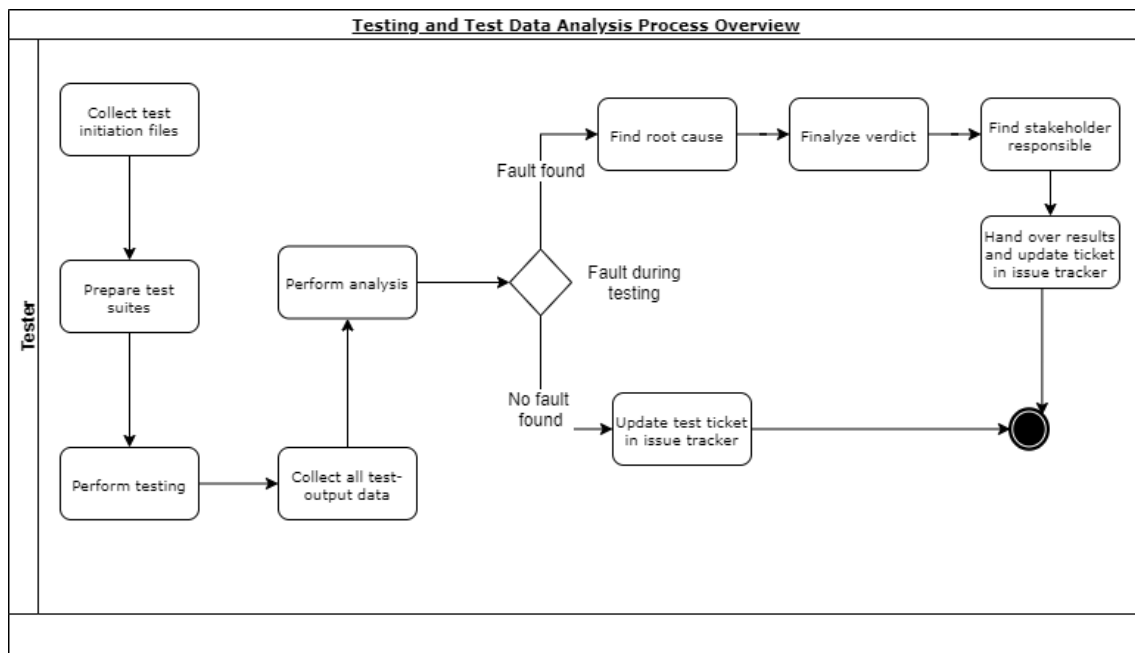 Testing and Test Data Analysis Process Overview
Tester
Collect test
initiation files
Prepare test
suites
Perform testing
Collect all test-
output data
Perform analysis
Fault during
testing
Fault found
Find root cause
Finalyze verdict
Find stakeholder
responsible
Hand over results
and update ticket
in issue tracker
No fault
found
Update test ticket
in issue tracker